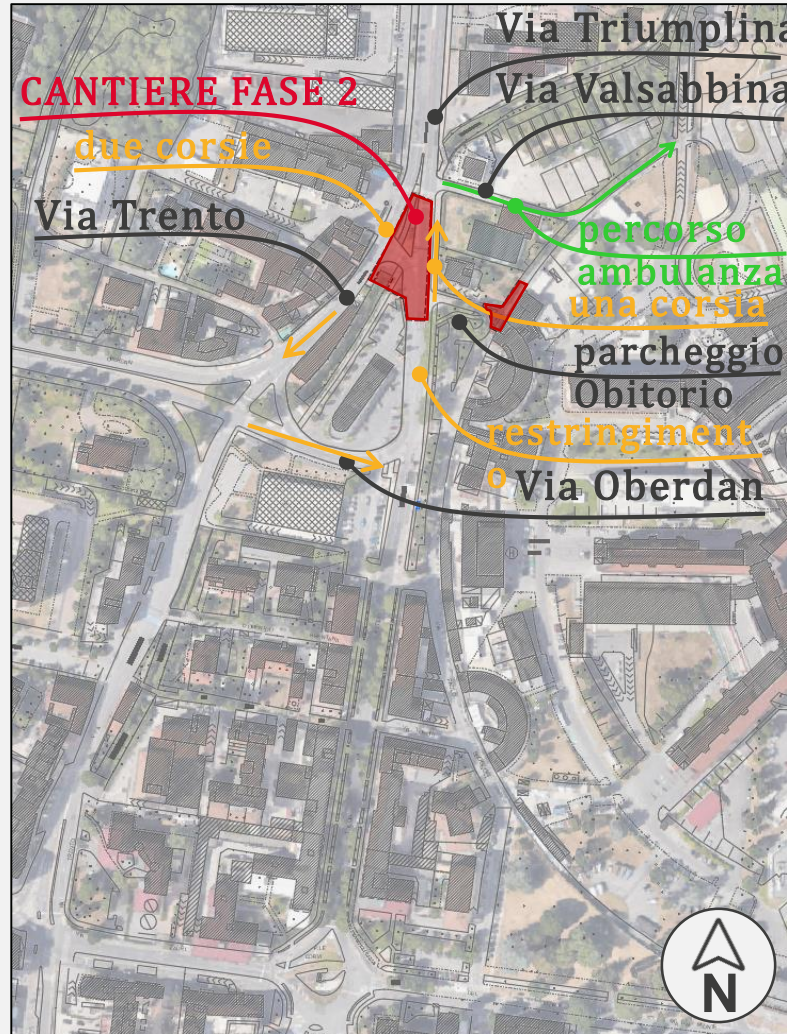 Via Triumplina
CANTIERE FASE 2
Via Valsabbina
due corsie
Via Trento
percorso
ambulanza
una corsia
parcheggio
Obitorio
restringiment
o
Via Oberdan
N